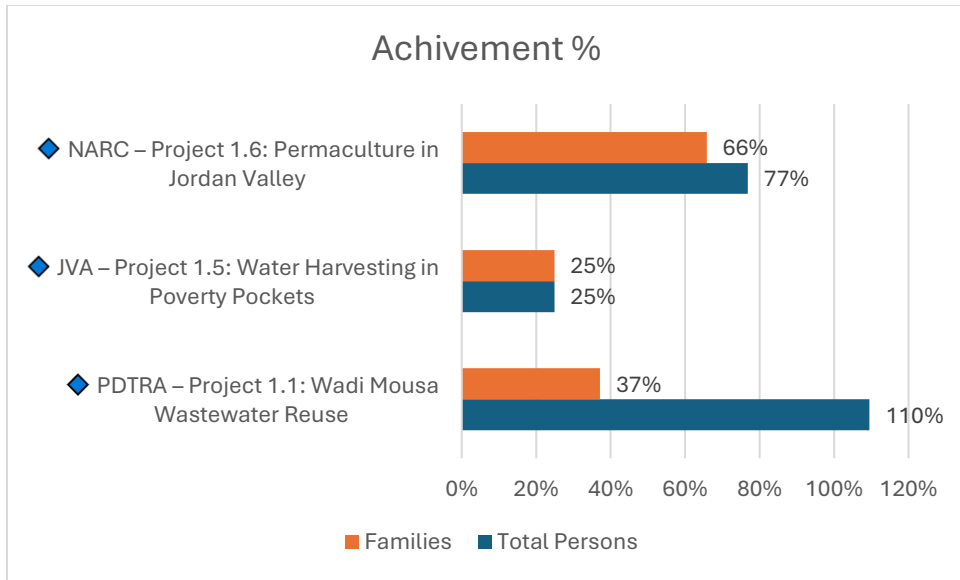 Achivement %
NARC – Project 1.6: Permaculture in
Jordan Valley
66%
77%
JVA – Project 1.5: Water Harvesting in
Poverty Pockets
25%
25%
PDTRA – Project 1.1: Wadi Mousa
Wastewater Reuse
37%
110%
0% 20% 40% 60% 80% 100% 120%
Families Total Persons